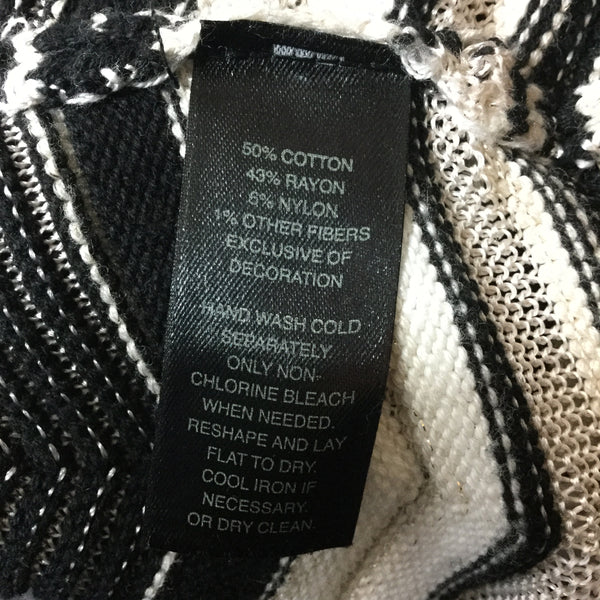 50% COTTON
43% RAYON
6% NYLON
1% OTHER FIBERS
EXCLUSIVE OF
DECORATION
HAND WASH COLD
SEPARATELY
ONLY NON-
CHLORINE BLEACH
WHEN NEEDED.
RESHAPE AND LAY
FLAT TO DRY.
COOL IRON IF
NECESSARY.
OR DRY CLEAN.